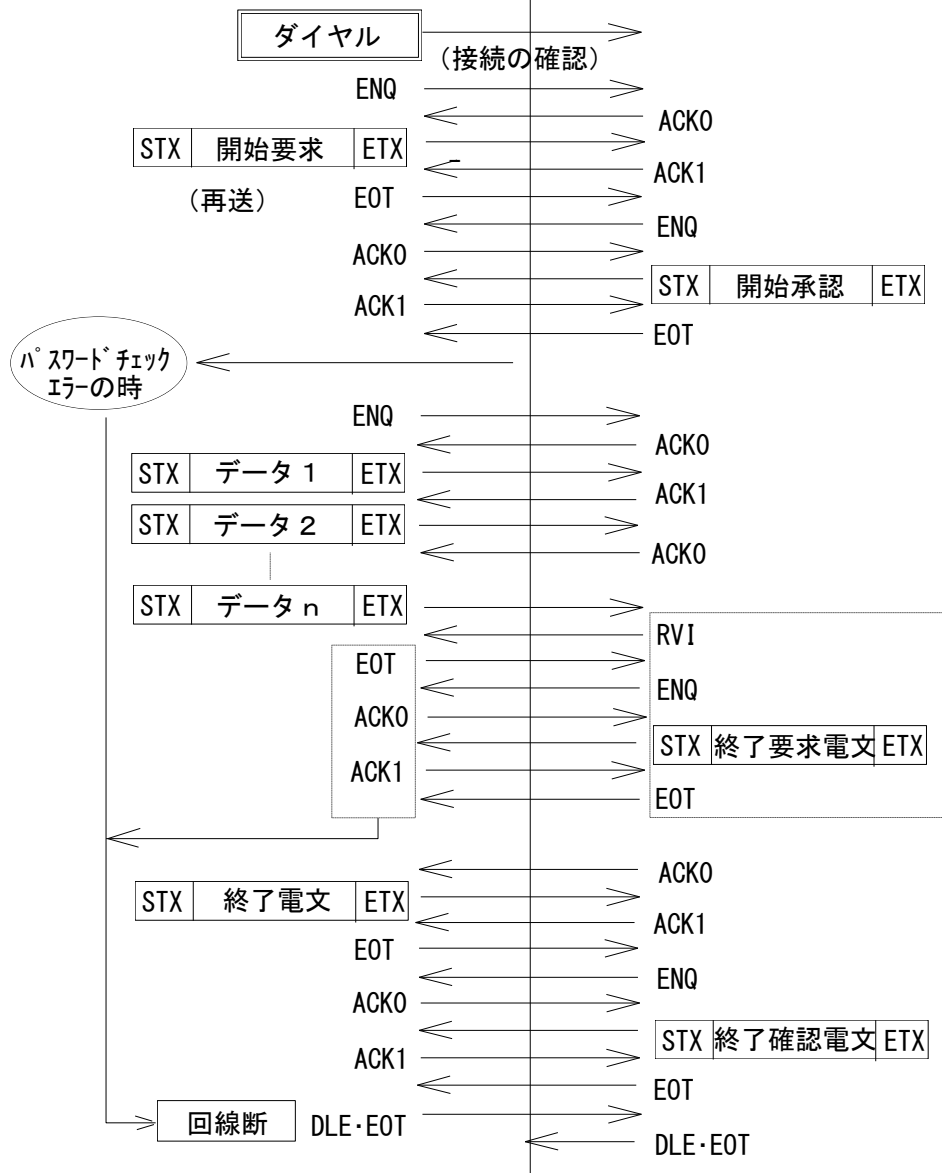 ダイヤル
(接続の確認)
ENQ
ACK0
STX 開始要求 ETX
ACK1
(再送)
EOT
ENQ
ACK0
STX 開始承認 ETX
ACK1
EOT
パスワードチェック
エラーの時
ENQ
ACK0
STX データ1 ETX
ACK1
STX データ2 ETX
ACK0
STX データn ETX
RVI
EOT
ENQ
ACK0
STX 終了要求電文 ETX
ACK1
EOT
ACK0
STX 終了電文 ETX
ACK1
EOT
ENQ
ACK0
STX 終了確認電文 ETX
ACK1
EOT
回線断 DLE・EOT
DLE・EOT